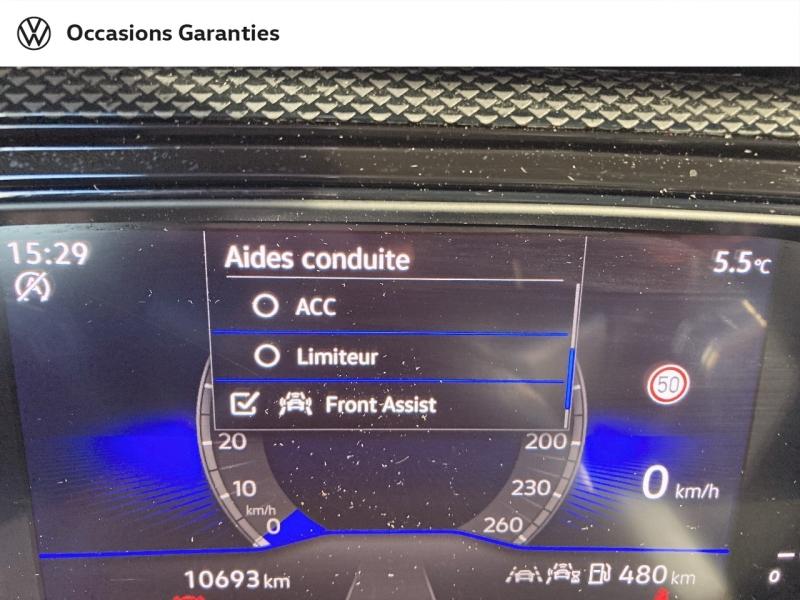 Occasions Garanties
15:29
Aides conduite
5.5°C
ACC
Limiteur
Front Assist
50
20
200
10
230
0 km/h
km/h
0
260
10693 km
480 km
0